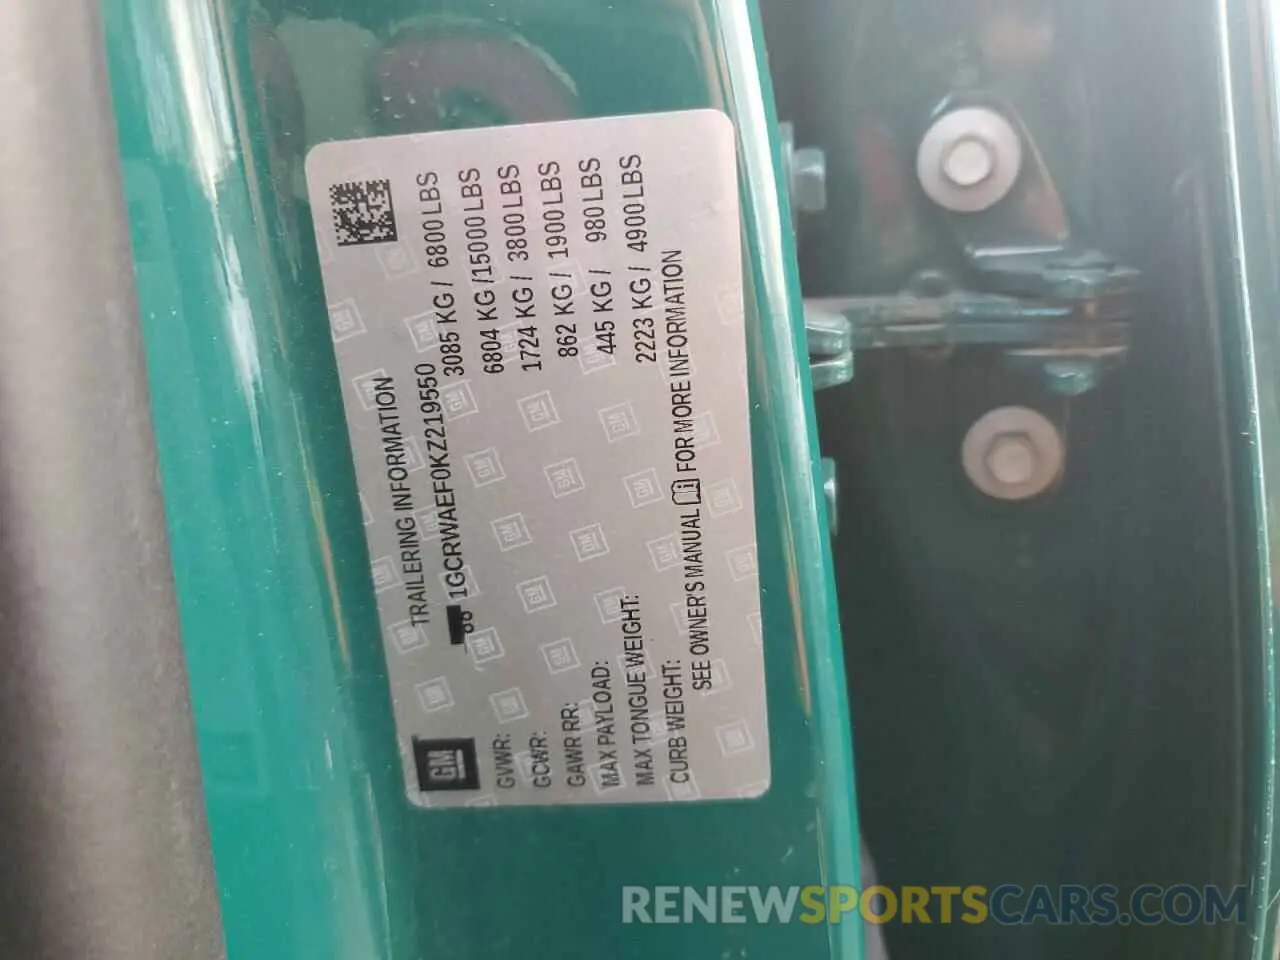 GM
TRAILERING INFORMATION
1GCRWAEF0KZ219550
GVWR: 3085 KG / 6800 LBS
GCWR: 6804 KG / 15000 LBS
GAWR RR: 1724 KG / 3800 LBS
MAX PAYLOAD: 862 KG / 1900 LBS
MAX TONGUE WEIGHT: 445 KG / 980 LBS
CURB WEIGHT: 2223 KG / 4900 LBS
SEE OWNER'S MANUAL FOR MORE INFORMATION
RENEWSPORTSCARS.COM